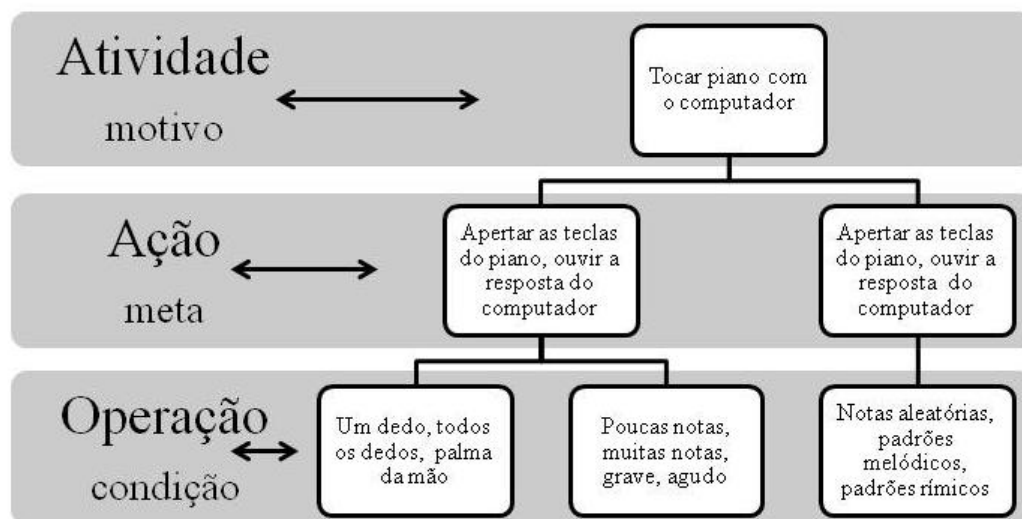 Atividade
motivo
Tocar piano com
o computador
Ação
meta
Apertar as teclas
do piano, ouvir a
resposta do
computador
Apertar as teclas
do piano, ouvir a
resposta do
computador
Operação
condição
Um dedo, todos
os dedos, palma
da mão
Poucas notas,
muitas notas,
grave, agudo
Notas aleatórias,
padrões
melódicos,
padrões rímicos